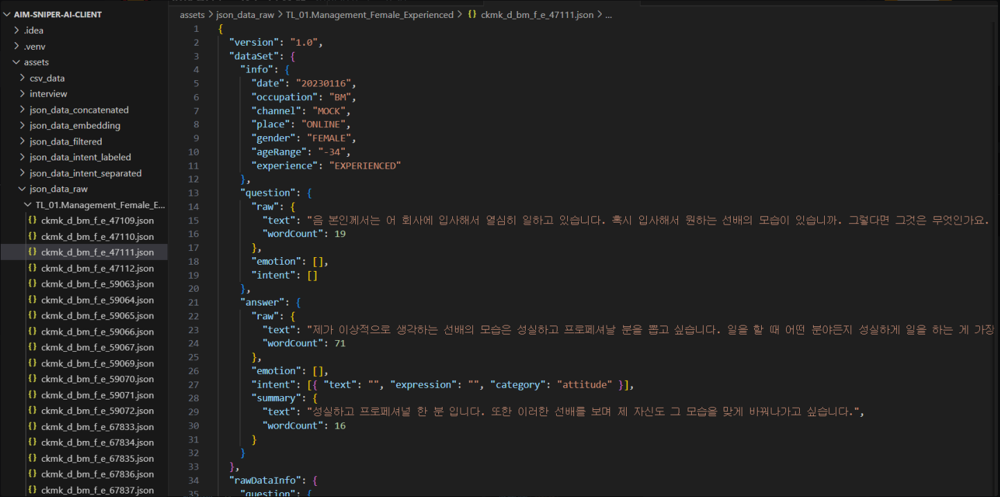 AIM-SNIPER-AI-CLIENT
.idea
.venv
assets
csv_data
interview
json_data_concatenated
json_data_embedding
json_data_filtered
json_data_intent_labeled
json_data_intent_separated
json_data_raw
TL_01.Management_Female_E...
ckmk_d_bm_f_e_47109.json
ckmk_d_bm_f_e_47110.json
ckmk_d_bm_f_e_47111.json
ckmk_d_bm_f_e_47112.json
ckmk_d_bm_f_e_59063.json
ckmk_d_bm_f_e_59064.json
ckmk_d_bm_f_e_59065.json
ckmk_d_bm_f_e_59066.json
ckmk_d_bm_f_e_59067.json
ckmk_d_bm_f_e_59069.json
ckmk_d_bm_f_e_59070.json
ckmk_d_bm_f_e_59071.json
ckmk_d_bm_f_e_59072.json
ckmk_d_bm_f_e_67833.json
ckmk_d_bm_f_e_67834.json
ckmk_d_bm_f_e_67835.json
ckmk_d_bm_f_e_67836.json
ckmk_d_bm_f_e_67837.json
assets > json_data_raw > TL_01.Management_Female_Experienced > {} ckmk_d_bm_f_e_47111.json > ...
1 {
2 "version": "1.0",
3 "dataSet": {
4 "info": {
5 "date": "20230116",
6 "occupation": "BM",
7 "channel": "MOCK",
8 "place": "ONLINE",
9 "gender": "FEMALE",
10 "ageRange": "-34",
11 "experience": "EXPERIENCED"
12 },
13 "question": {
14 "raw": {
15 "text": "음 본인께서는 어 회사에 입사해서 열심히 일하고 있습니다. 혹시 입사해서 원하는 선배의 모습이 있습니까. 그렇다면 그것은 무엇인가요.
16 "wordCount": 19
17 },
18 "emotion": [],
19 "intent": []
20 },
21 "answer": {
22 "raw": {
23 "text": "제가 이상적으로 생각하는 선배의 모습은 성실하고 프로페셔날 분을 뽑고 싶습니다. 일을 할 때 어떤 분야든지 성실하게 일을 하는 게 가장
24 "wordCount": 71
25 },
26 "emotion": [],
27 "intent": [{ "text": "", "expression": "", "category": "attitude" }],
28 "summary": {
29 "text": "성실하고 프로페셔널 한 분 입니다. 또한 이러한 선배를 보며 제 자신도 그 모습을 맞게 바꿔나가고 싶습니다.",
30 "wordCount": 16
31 }
32 }
33 },
34 "rawDataInfo": {
35 "question": {